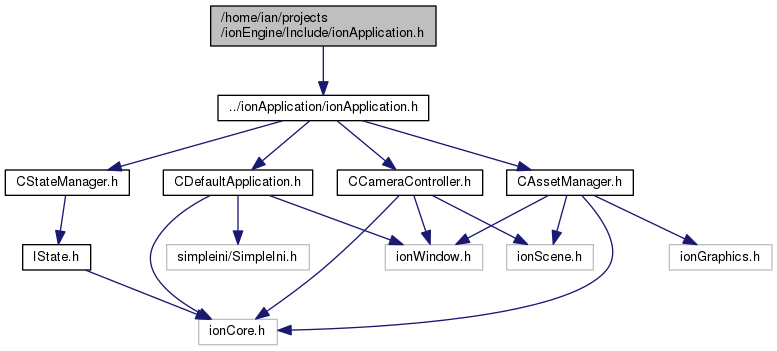 /home/ian/projects
/ionEngine/Include/ionApplication.h
../ionApplication/ionApplication.h
CStateManager.h
CDefaultApplication.h
CCameraController.h
CAssetManager.h
IState.h
simpleini/SimpleIni.h
ionWindow.h
ionScene.h
ionGraphics.h
ionCore.h